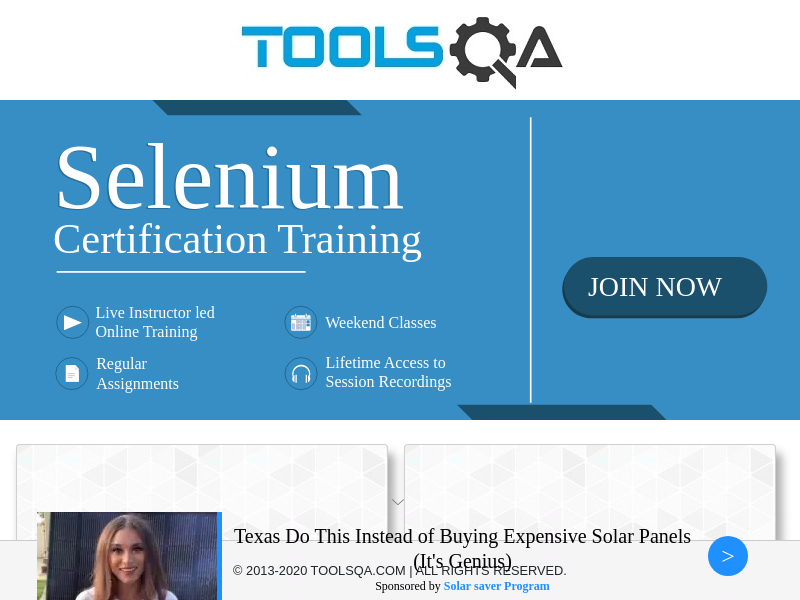 TOOLSQA
Selenium
Certification Training
JOIN NOW
Live Instructor led
Online Training
Weekend Classes
Regular
Assignments
Lifetime Access to
Session Recordings
Texas Do This Instead of Buying Expensive Solar Panels
(It's Genius)
>
© 2013-2020 TOOLSQA.COM | ALL RIGHTS RESERVED.
Sponsored by Solar saver Program